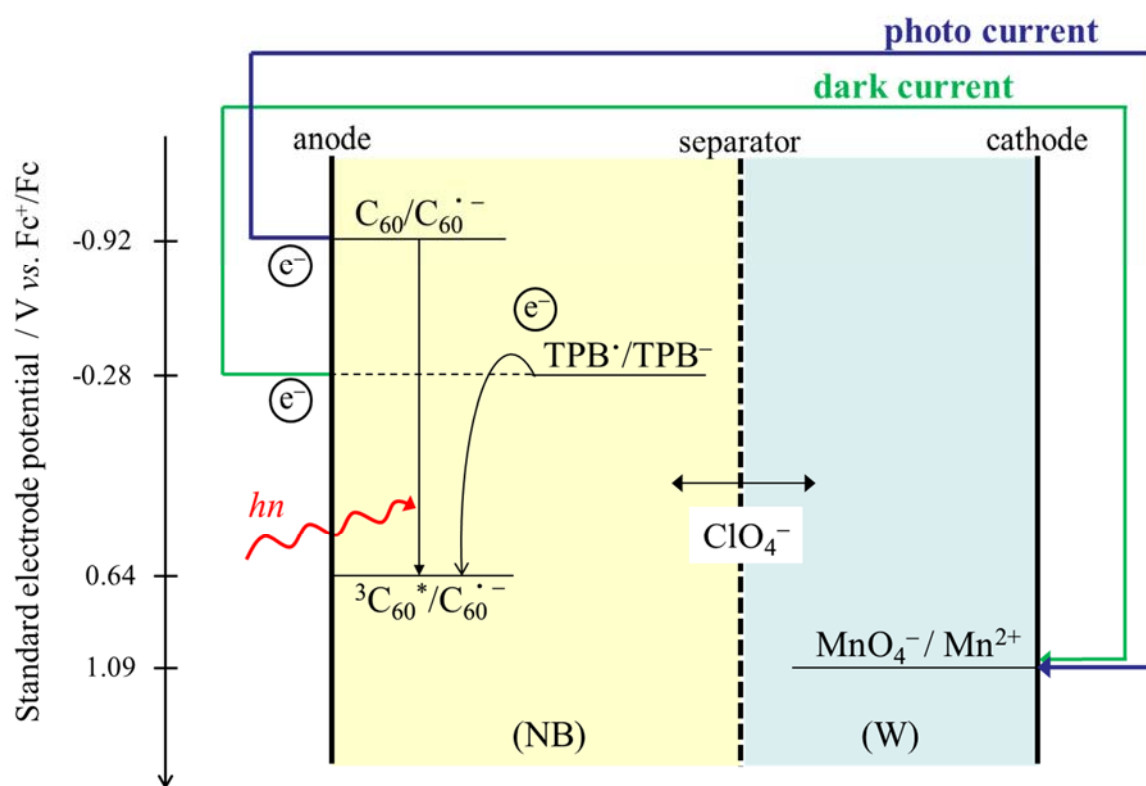 photo current
dark current
anode
separator
cathode
Standard electrode potential / V vs. Fc⁺/Fc
-0.92
-0.28
0.64
1.09
C₆₀/C₆₀˙⁻
e⁻
e⁻
TPB˙/TPB⁻
e⁻
hn
ClO₄⁻
³C₆₀*/C₆₀˙⁻
MnO₄⁻/ Mn²⁺
(NB)
(W)